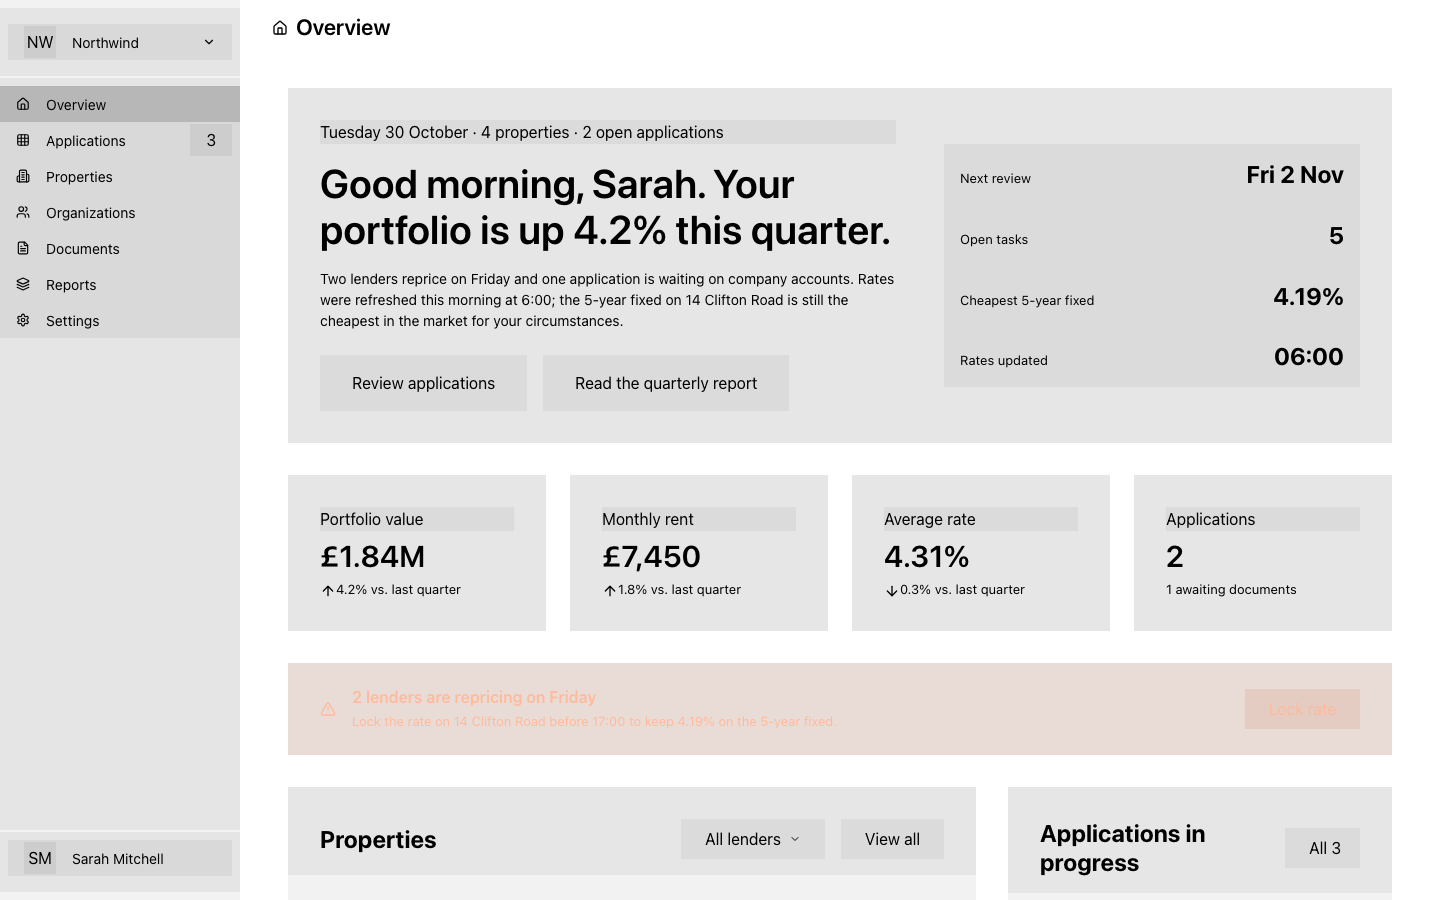 NW Northwind
Overview
Applications 3
Properties
Organizations
Documents
Reports
Settings
SM Sarah Mitchell
Overview
Tuesday 30 October · 4 properties · 2 open applications
Good morning, Sarah. Your
portfolio is up 4.2% this quarter.
Two lenders reprice on Friday and one application is waiting on company accounts. Rates
were refreshed this morning at 6:00; the 5-year fixed on 14 Clifton Road is still the
cheapest in the market for your circumstances.
Review applications
Read the quarterly report
Next review Fri 2 Nov
Open tasks 5
Cheapest 5-year fixed 4.19%
Rates updated 06:00
Portfolio value
£1.84M
4.2% vs. last quarter
Monthly rent
£7,450
1.8% vs. last quarter
Average rate
4.31%
0.3% vs. last quarter
Applications
2
1 awaiting documents
2 lenders are repricing on Friday
Lock the rate on 14 Clifton Road before 17:00 to keep 4.19% on the 5-year fixed.
Lock rate
Properties
All lenders
View all
Applications in
progress
All 3